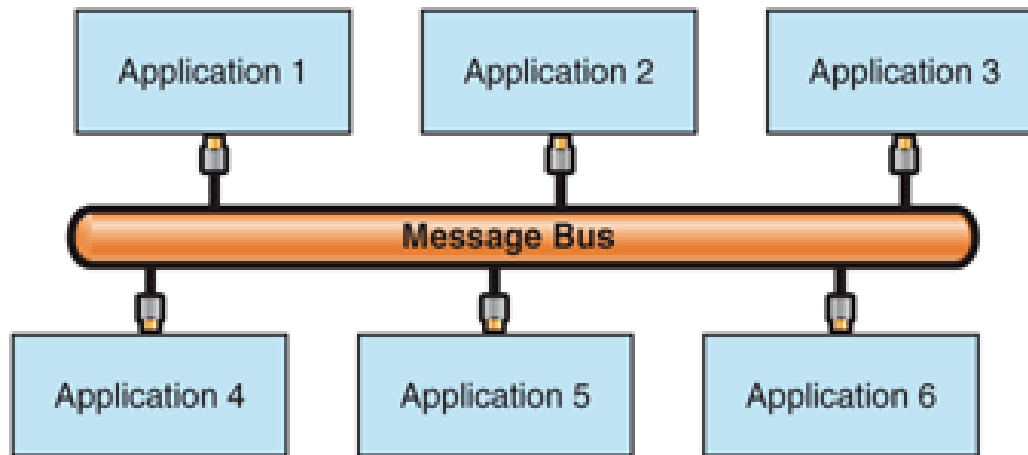 Application 1
Application 2
Application 3
Message Bus
Application 4
Application 5
Application 6